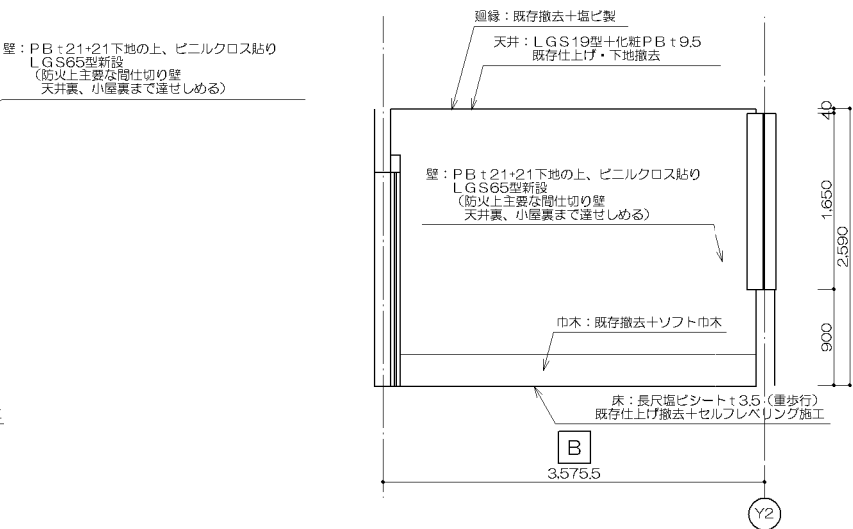 廻縁：既存撤去＋塩ビ製
天井：ＬＧＳ19型＋化粧ＰＢｔ9.5
既存仕上げ・下地撤去
壁：ＰＢｔ21+21下地の上、ビニルクロス貼り
ＬＧＳ65型新設
（防火上主要な間仕切り壁
天井裏、小屋裏まで達せしめる）
壁：ＰＢｔ21+21下地の上、ビニルクロス貼り
ＬＧＳ65型新設
（防火上主要な間仕切り壁
天井裏、小屋裏まで達せしめる）
40
1,650
2,590
900
巾木：既存撤去＋ソフト巾木
床：長尺塩ビシートｔ3.5（重歩行）
既存仕上げ撤去＋セルフレベリング施工
B
3,575.5
Y2